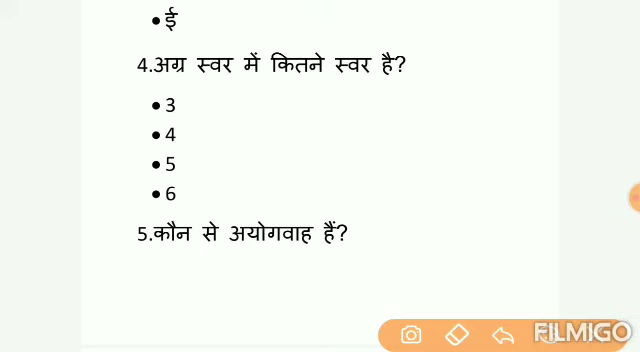 • ई
4.अग्र स्वर में कितने स्वर है?
• 3
• 4
• 5
• 6
5.कौन से अयोगवाह हैं?
FILMIGO